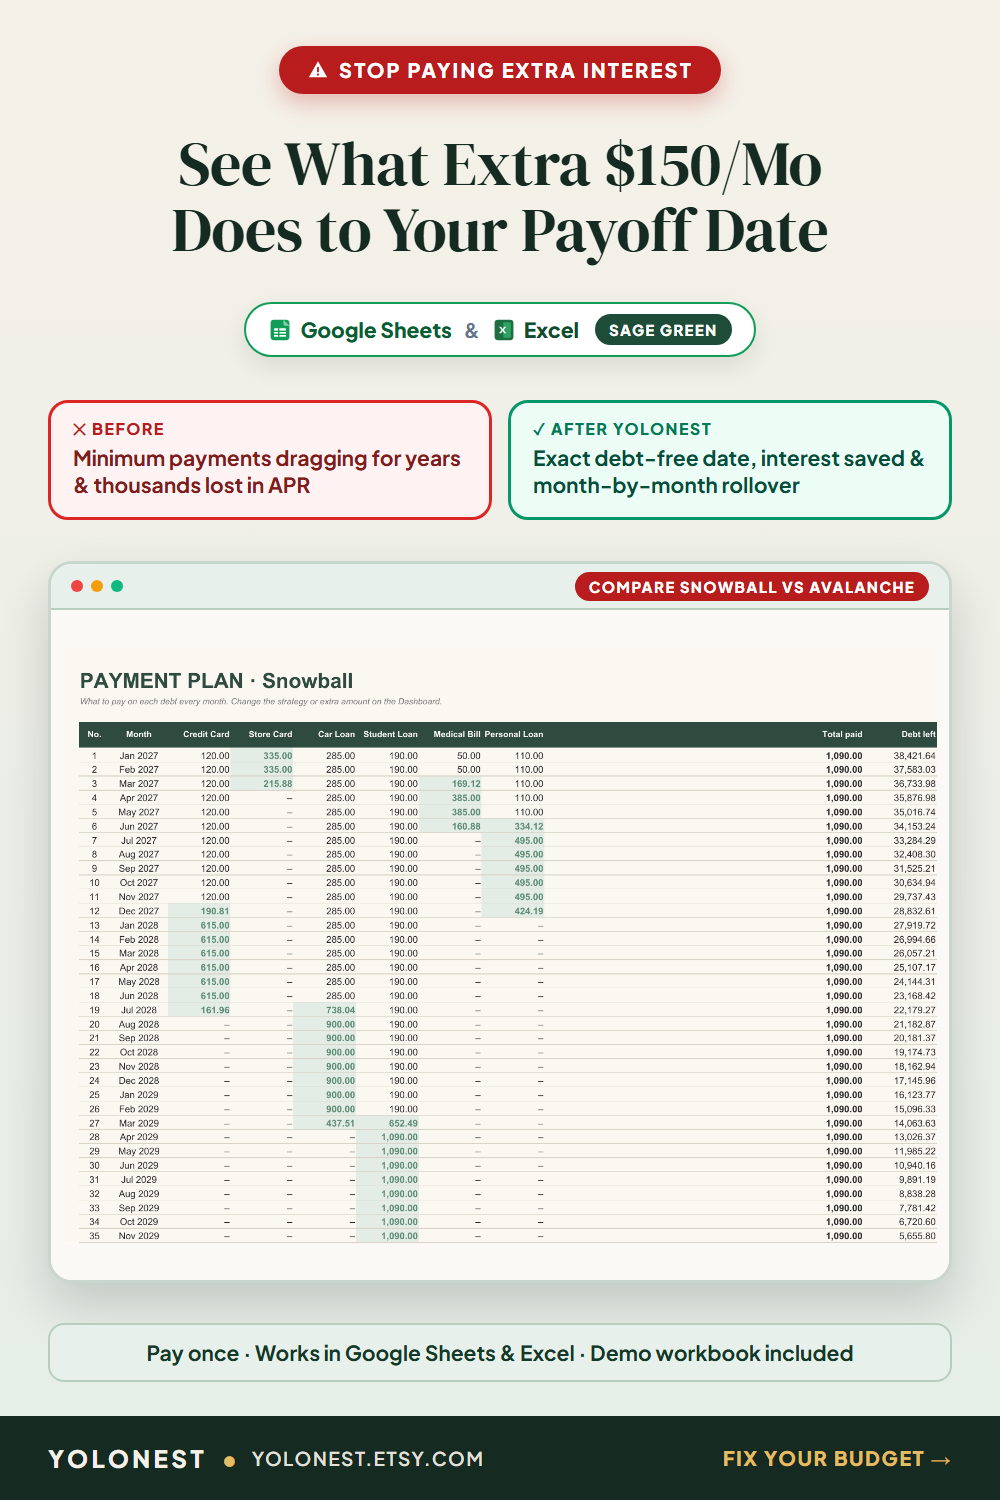 ⚠ STOP PAYING EXTRA INTEREST
See What Extra $150/Mo
Does to Your Payoff Date
Google Sheets & Excel SAGE GREEN
✕ BEFORE
Minimum payments dragging for years
& thousands lost in APR
✓ AFTER YOLONEST
Exact debt-free date, interest saved &
month-by-month rollover
COMPARE SNOWBALL VS AVALANCHE
PAYMENT PLAN · Snowball
What to pay on each debt every month. Change the strategy or extra amount on the Dashboard.
No. Month Credit Card Store Card Car Loan Student Loan Medical Bill Personal Loan Total paid Debt left
1 Jan 2027 120.00 335.00 285.00 190.00 50.00 110.00 1,090.00 38,421.64
2 Feb 2027 120.00 335.00 285.00 190.00 50.00 110.00 1,090.00 37,583.03
3 Mar 2027 120.00 215.88 285.00 190.00 169.12 110.00 1,090.00 36,733.98
4 Apr 2027 120.00 – 285.00 190.00 385.00 110.00 1,090.00 35,876.98
5 May 2027 120.00 – 285.00 190.00 385.00 110.00 1,090.00 35,016.74
6 Jun 2027 120.00 – 285.00 190.00 160.88 334.12 1,090.00 34,153.24
7 Jul 2027 120.00 – 285.00 190.00 – 495.00 1,090.00 33,284.29
8 Aug 2027 120.00 – 285.00 190.00 – 495.00 1,090.00 32,408.30
9 Sep 2027 120.00 – 285.00 190.00 – 495.00 1,090.00 31,525.21
10 Oct 2027 120.00 – 285.00 190.00 – 495.00 1,090.00 30,634.94
11 Nov 2027 120.00 – 285.00 190.00 – 495.00 1,090.00 29,737.43
12 Dec 2027 190.81 – 285.00 190.00 – 424.19 1,090.00 28,832.61
13 Jan 2028 615.00 – 285.00 190.00 – – 1,090.00 27,919.72
14 Feb 2028 615.00 – 285.00 190.00 – – 1,090.00 26,994.66
15 Mar 2028 615.00 – 285.00 190.00 – – 1,090.00 26,057.21
16 Apr 2028 615.00 – 285.00 190.00 – – 1,090.00 25,107.17
17 May 2028 615.00 – 285.00 190.00 – – 1,090.00 24,144.31
18 Jun 2028 615.00 – 285.00 190.00 – – 1,090.00 23,168.42
19 Jul 2028 161.96 – 738.04 190.00 – – 1,090.00 22,179.27
20 Aug 2028 – – 900.00 190.00 – – 1,090.00 21,182.87
21 Sep 2028 – – 900.00 190.00 – – 1,090.00 20,181.37
22 Oct 2028 – – 900.00 190.00 – – 1,090.00 19,174.73
23 Nov 2028 – – 900.00 190.00 – – 1,090.00 18,162.94
24 Dec 2028 – – 900.00 190.00 – – 1,090.00 17,145.96
25 Jan 2029 – – 900.00 190.00 – – 1,090.00 16,123.77
26 Feb 2029 – – 900.00 190.00 – – 1,090.00 15,096.33
27 Mar 2029 – – 437.51 652.49 – – 1,090.00 14,063.63
28 Apr 2029 – – – 1,090.00 – – 1,090.00 13,026.37
29 May 2029 – – – 1,090.00 – – 1,090.00 11,985.22
30 Jun 2029 – – – 1,090.00 – – 1,090.00 10,940.16
31 Jul 2029 – – – 1,090.00 – – 1,090.00 9,891.19
32 Aug 2029 – – – 1,090.00 – – 1,090.00 8,838.28
33 Sep 2029 – – – 1,090.00 – – 1,090.00 7,781.42
34 Oct 2029 – – – 1,090.00 – – 1,090.00 6,720.60
35 Nov 2029 – – – 1,090.00 – – 1,090.00 5,655.80
Pay once · Works in Google Sheets & Excel · Demo workbook included
YOLONEST • YOLONEST.ETSY.COM
FIX YOUR BUDGET →